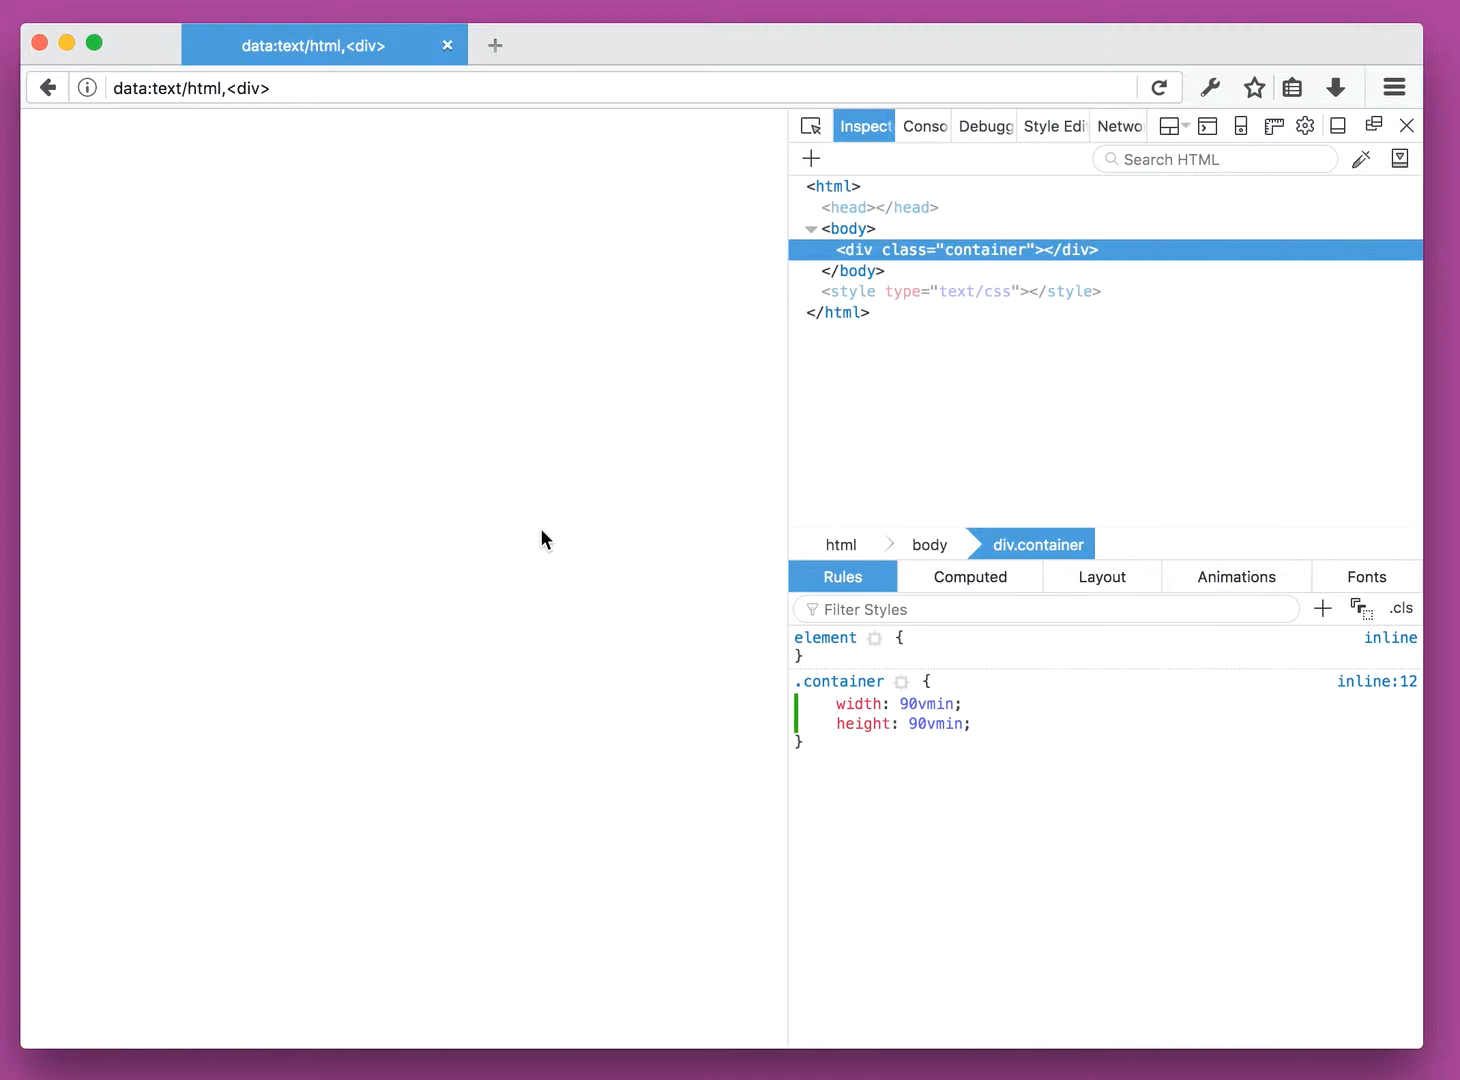 data:text/html,<div>
data:text/html,<div>
Inspect Conso Debugg Style Edi Netwo
Search HTML
<html>
<head></head>
<body>
<div class="container"></div>
</body>
<style type="text/css"></style>
</html>
html body div.container
Rules Computed Layout Animations Fonts
Filter Styles .cls
element { inline
}
.container { inline:12
width: 90vmin;
height: 90vmin;
}